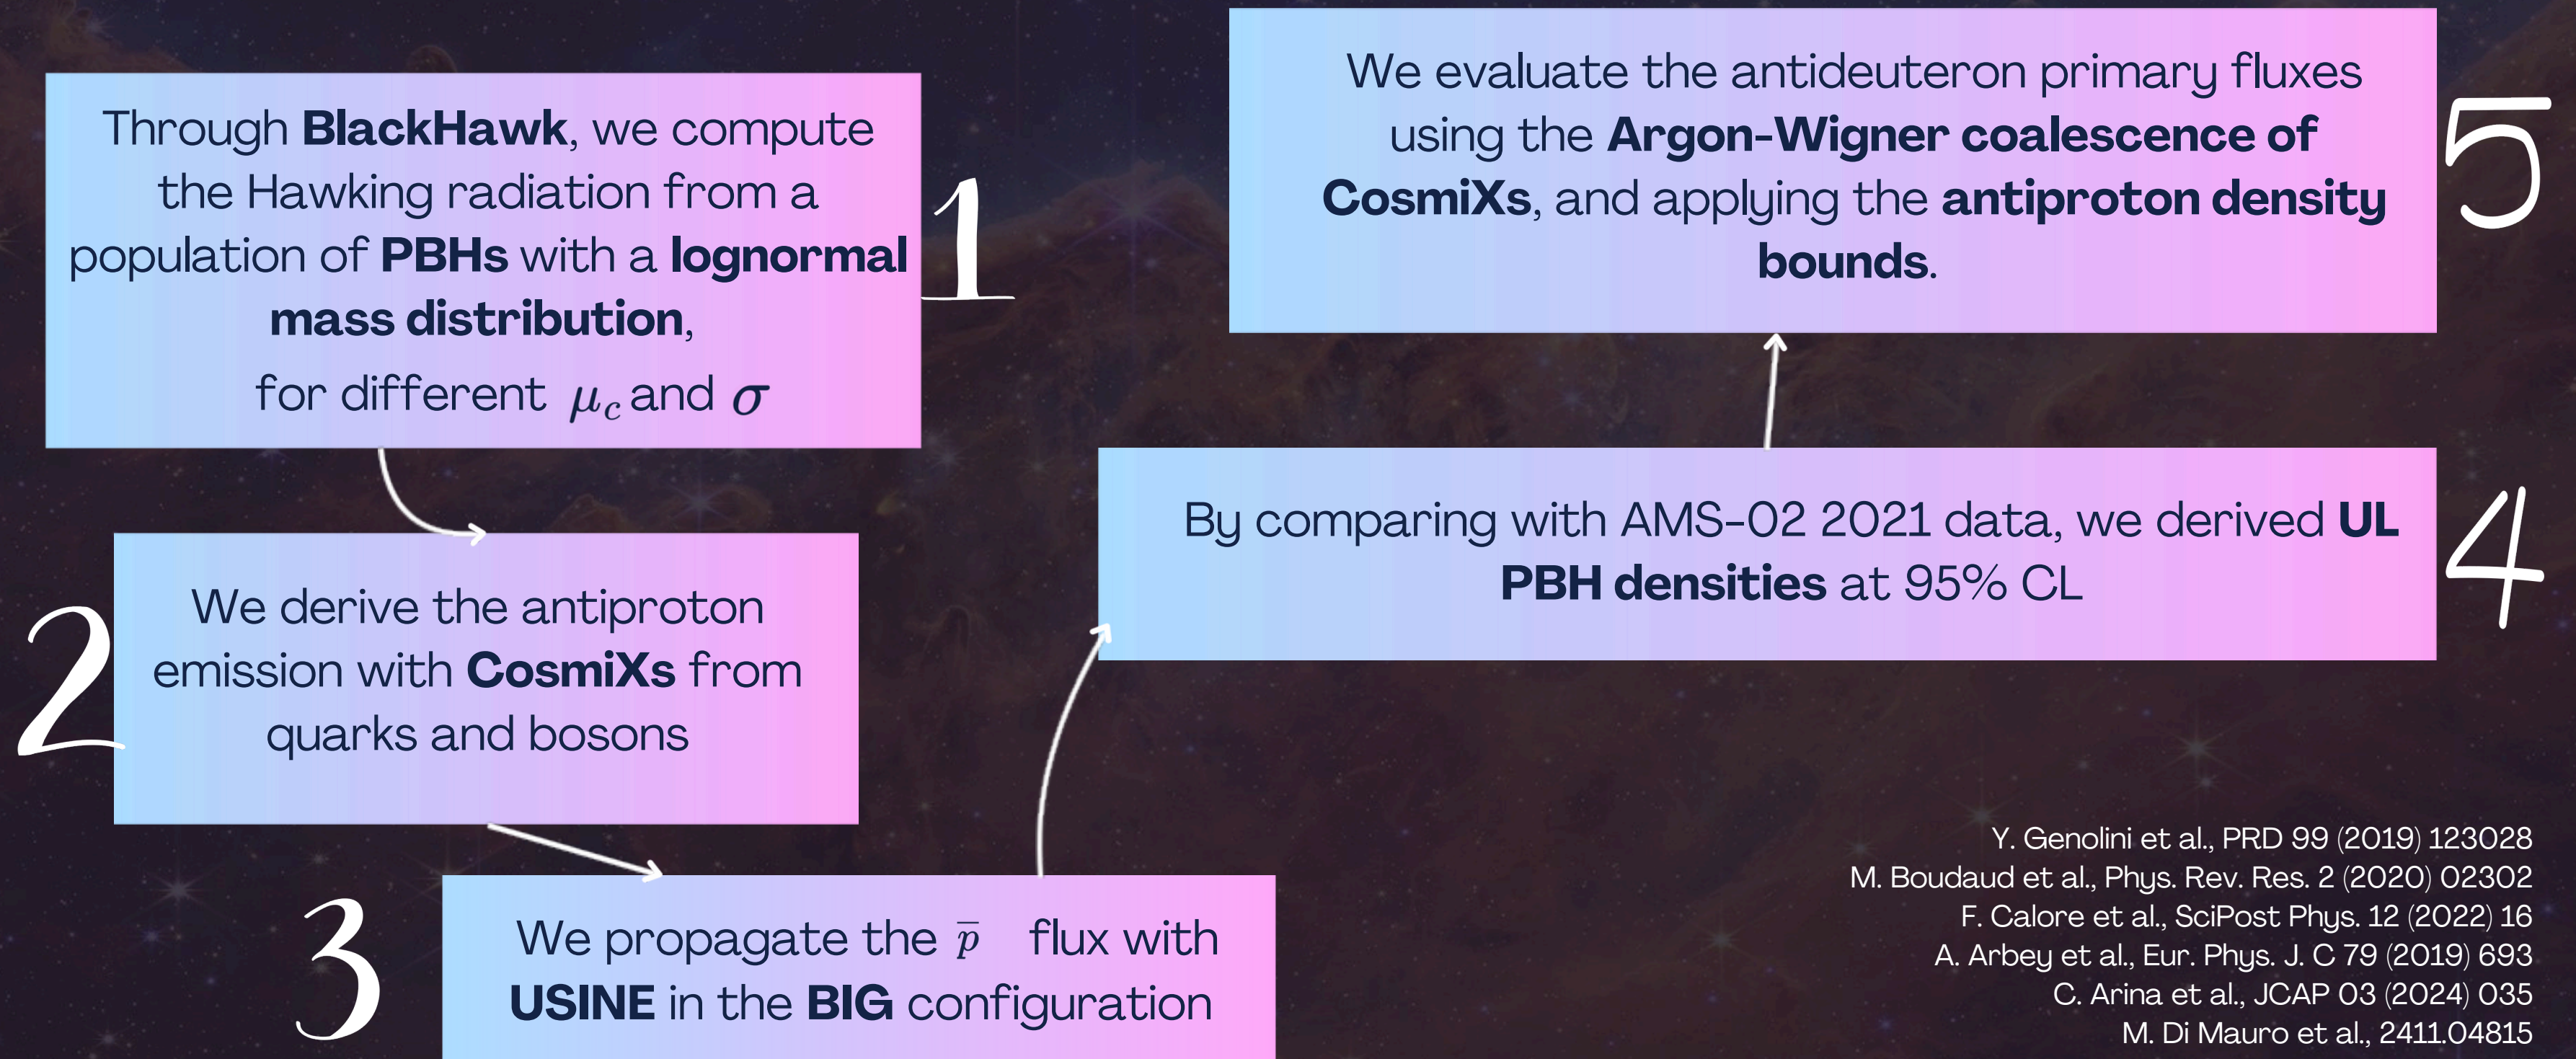 Through BlackHawk, we compute
the Hawking radiation from a
population of PBHs with a lognormal
mass distribution,
for different μc and σ
1
2
We derive the antiproton
emission with CosmiXs from
quarks and bosons
3
We propagate the p̅ flux with
USINE in the BIG configuration
By comparing with AMS-02 2021 data, we derived UL
PBH densities at 95% CL
4
We evaluate the antideuteron primary fluxes
using the Argon-Wigner coalescence of
CosmiXs, and applying the antiproton density
bounds.
5
Y. Genolini et al., PRD 99 (2019) 123028
M. Boudaud et al., Phys. Rev. Res. 2 (2020) 02302
F. Calore et al., SciPost Phys. 12 (2022) 16
A. Arbey et al., Eur. Phys. J. C 79 (2019) 693
C. Arina et al., JCAP 03 (2024) 035
M. Di Mauro et al., 2411.04815